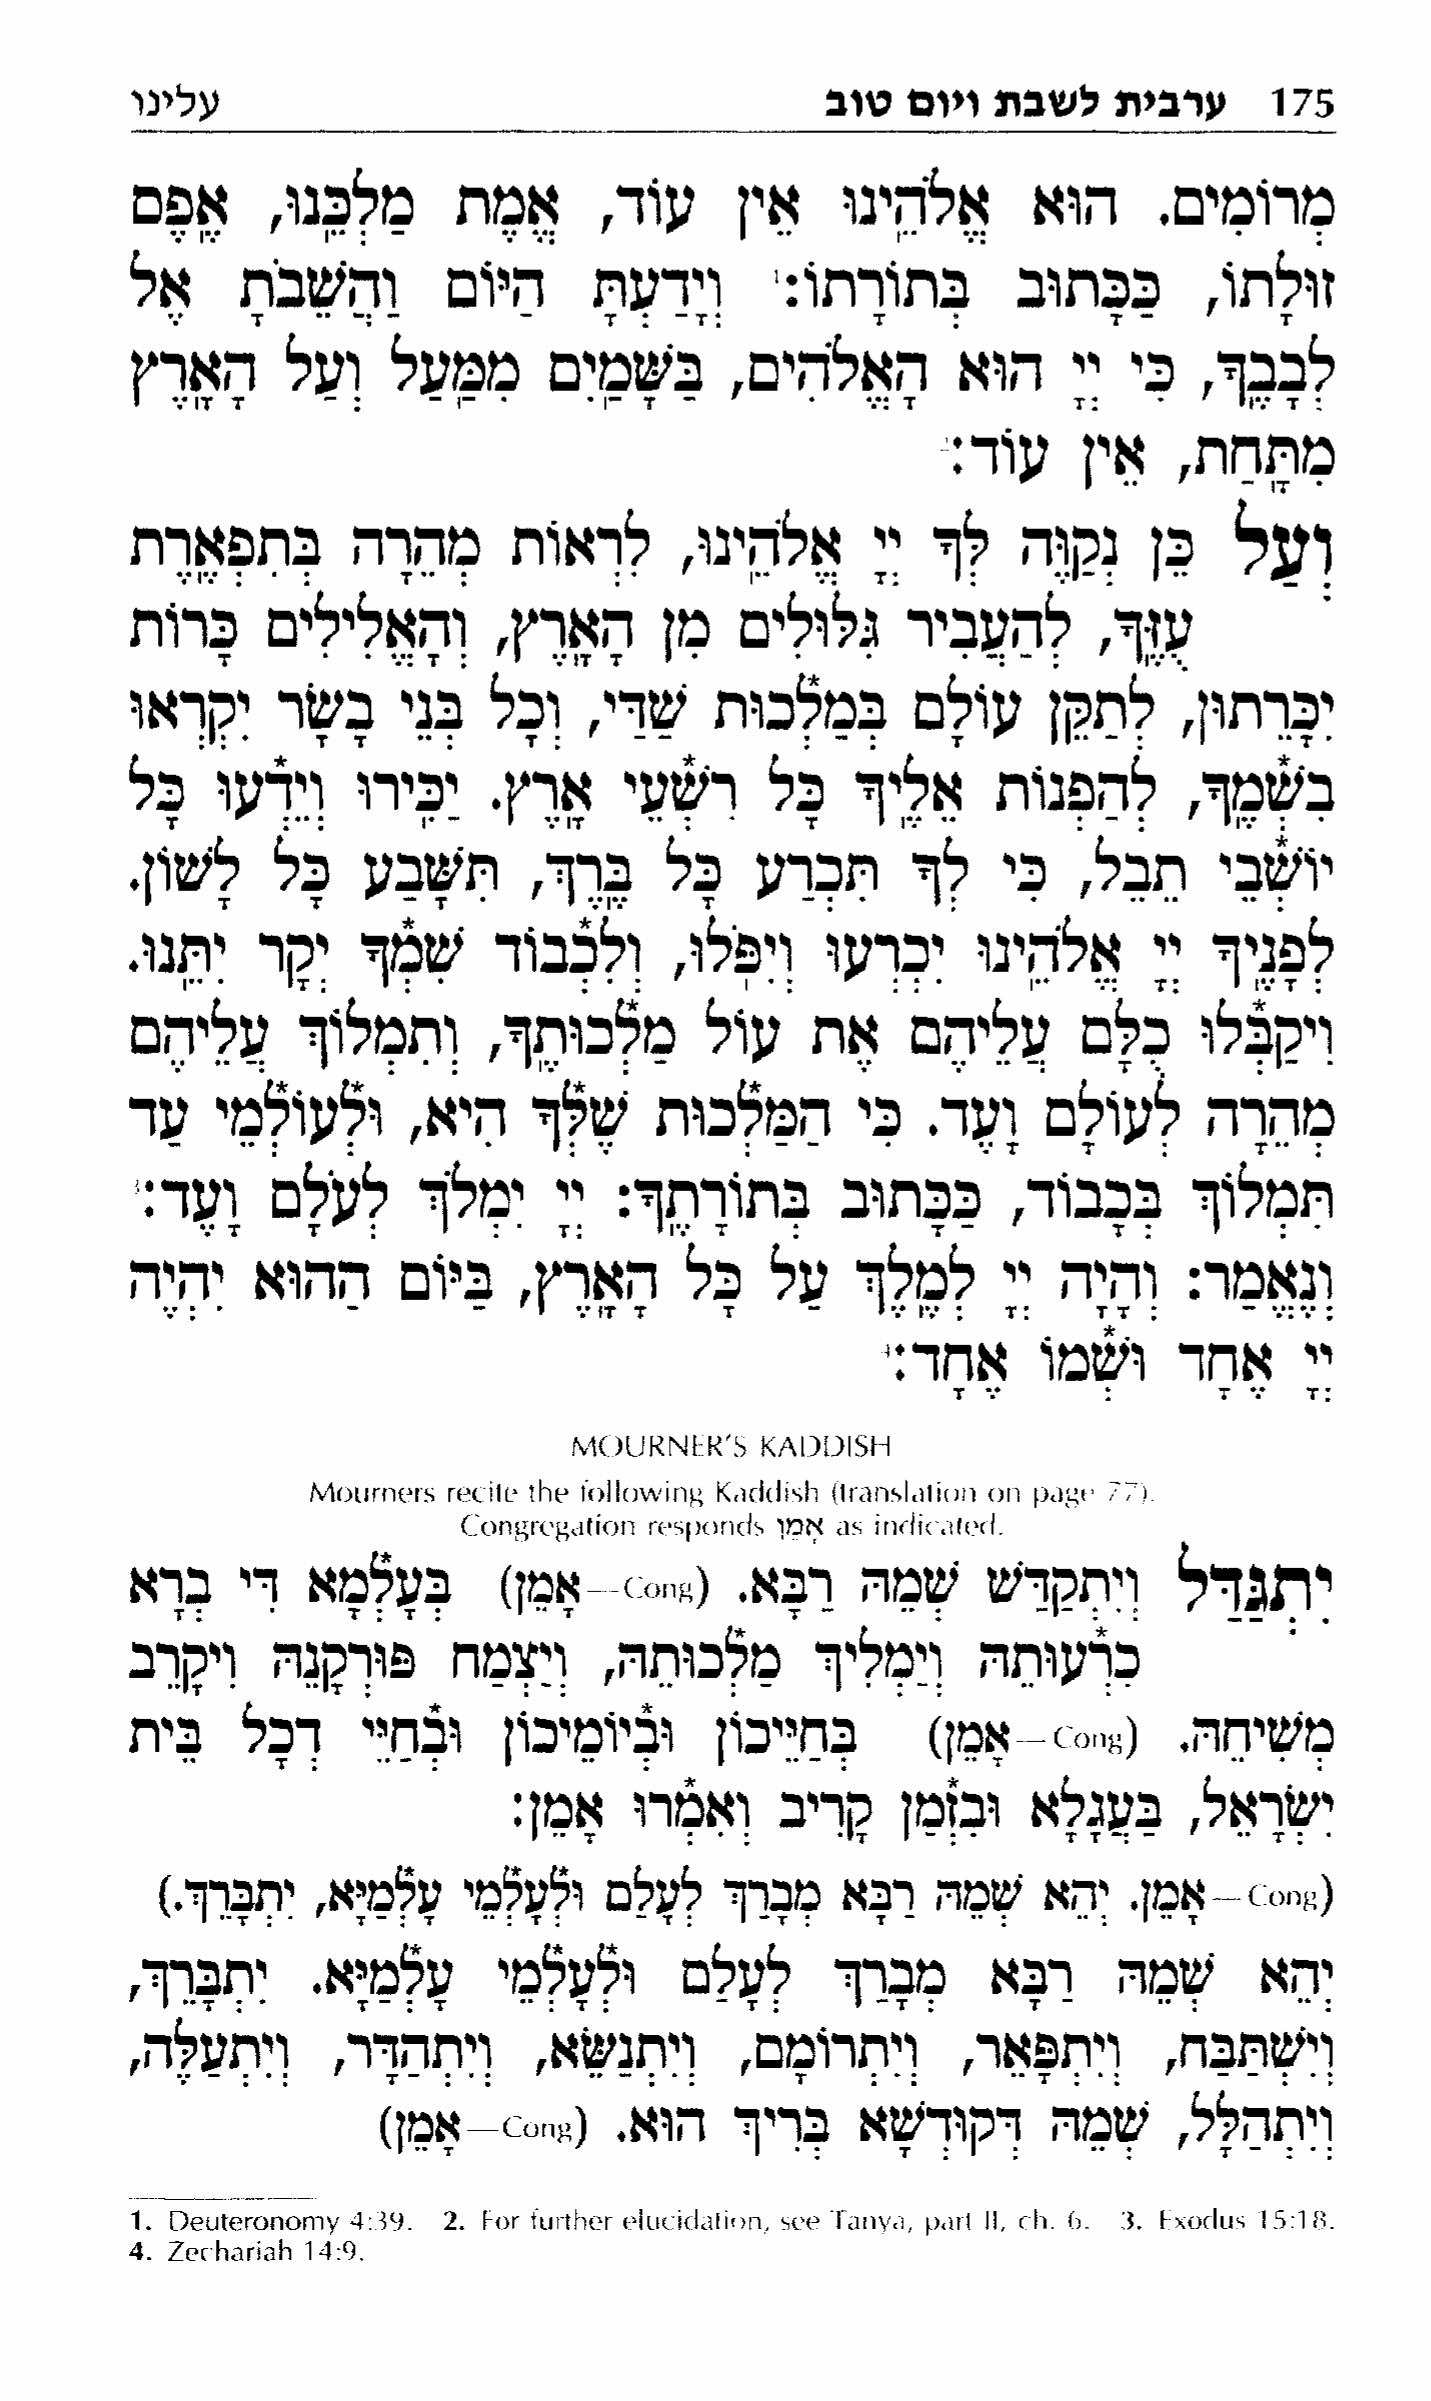 175 ערבית לשבת ויום טוב עלינו
מְרוֹמִים. הוּא אֱלֹהֵֽינוּ אֵין עוֹד, אֱמֶת מַלְכֵּֽנוּ, אֶֽפֶס
זוּלָתוֹ, כַּכָּתוּב בְּתוֹרָתוֹ:¹ וְיָדַעְתָּ הַיּוֹם וַהֲשֵׁבֹתָ אֶל
לְבָבֶֽךָ, כִּי יְיָ הוּא הָאֱלֹהִים, בַּשָּׁמַֽיִם מִמַּֽעַל וְעַל הָאָֽרֶץ
מִתָּֽחַת, אֵין עוֹד:²
וְעַל כֵּן נְקַוֶּה לְּךָ יְיָ אֱלֹהֵֽינוּ, לִרְאוֹת מְהֵרָה בְּתִפְאֶֽרֶת
עֻזֶּֽךָ, לְהַעֲבִיר גִּלּוּלִים מִן הָאָֽרֶץ, וְהָאֱלִילִים כָּרוֹת
יִכָּרֵתוּן, לְתַקֵּן עוֹלָם בְּמַלְ*כוּת שַׁדַּי, וְכָל בְּנֵי בָשָׂר יִקְרְאוּ
בִשְׁ*מֶֽךָ, לְהַפְנוֹת אֵלֶֽיךָ כָּל רִשְׁ*עֵי אָֽרֶץ. יַכִּֽירוּ וְיֵדְ*עוּ כָּל
יוֹשְׁ*בֵי תֵבֵל, כִּי לְךָ תִּכְרַע כָּל בֶּֽרֶךְ, תִּשָּׁבַע כָּל לָשׁוֹן.
לְפָנֶֽיךָ יְיָ אֱלֹהֵֽינוּ יִכְרְעוּ וְיִפֹּֽלוּ, וְלִכְ*בוֹד שִׁמְ*ךָ יְקָר יִתֵּֽנוּ.
וִיקַבְּ*לוּ כֻלָּם עֲלֵיהֶם אֶת עוֹל מַלְ*כוּתֶֽךָ, וְתִמְלוֹךְ עֲלֵיהֶם
מְהֵרָה לְעוֹלָם וָעֶד. כִּי הַמַּלְ*כוּת שֶׁלְּ*ךָ הִיא, וּלְ*עוֹלְ*מֵי עַד
תִּמְלוֹךְ בְּכָבוֹד, כַּכָּתוּב בְּתוֹרָתֶֽךָ: יְיָ יִמְלֹךְ לְעֹלָם וָעֶד:³
וְנֶאֱמַר: וְהָיָה יְיָ לְמֶֽלֶךְ עַל כָּל הָאָֽרֶץ, בַּיּוֹם הַהוּא יִהְיֶה
יְיָ אֶחָד וּשְׁ*מוֹ אֶחָד:⁴
MOURNER'S KADDISH
Mourners recite the following Kaddish (translation on page 77).
Congregation responds אָמֵן as indicated.
יִתְגַּדַּל וְיִתְקַדַּשׁ שְׁמֵהּ רַבָּא. (Cong—אָמֵן) בְּעָלְ*מָא דִּי בְרָא
כִרְ*עוּתֵהּ וְיַמְלִיךְ מַלְ*כוּתֵהּ, וְיַצְמַח פּוּרְקָנֵהּ וִיקָרֵב
מְשִׁיחֵהּ. (Cong—אָמֵן) בְּחַיֵּיכוֹן וּבְ*יוֹמֵיכוֹן וּבְ*חַיֵּי דְכָל בֵּית
יִשְׂרָאֵל, בַּעֲגָלָא וּבִזְ*מַן קָרִיב וְאִמְ*רוּ אָמֵן:
(Cong—אָמֵן. יְהֵא שְׁמֵהּ רַבָּא מְבָרַךְ לְעָלַם וּלְ*עָלְ*מֵי עָלְ*מַיָּא, יִתְבָּרֵךְ.)
יְהֵא שְׁמֵהּ רַבָּא מְבָרַךְ לְעָלַם וּלְ*עָלְ*מֵי עָלְ*מַיָּא. יִתְבָּרֵךְ,
וְיִשְׁתַּבַּח, וְיִתְפָּאֵר, וְיִתְרוֹמָם, וְיִתְנַשֵּׂא, וְיִתְהַדָּר, וְיִתְעַלֶּה,
וְיִתְהַלָּל, שְׁמֵהּ דְּקוּדְשָׁא בְּרִיךְ הוּא. (Cong—אָמֵן)
1. Deuteronomy 4:39. 2. For further elucidation, see Tanya, part II, ch. 6. 3. Exodus 15:18.
4. Zechariah 14:9.